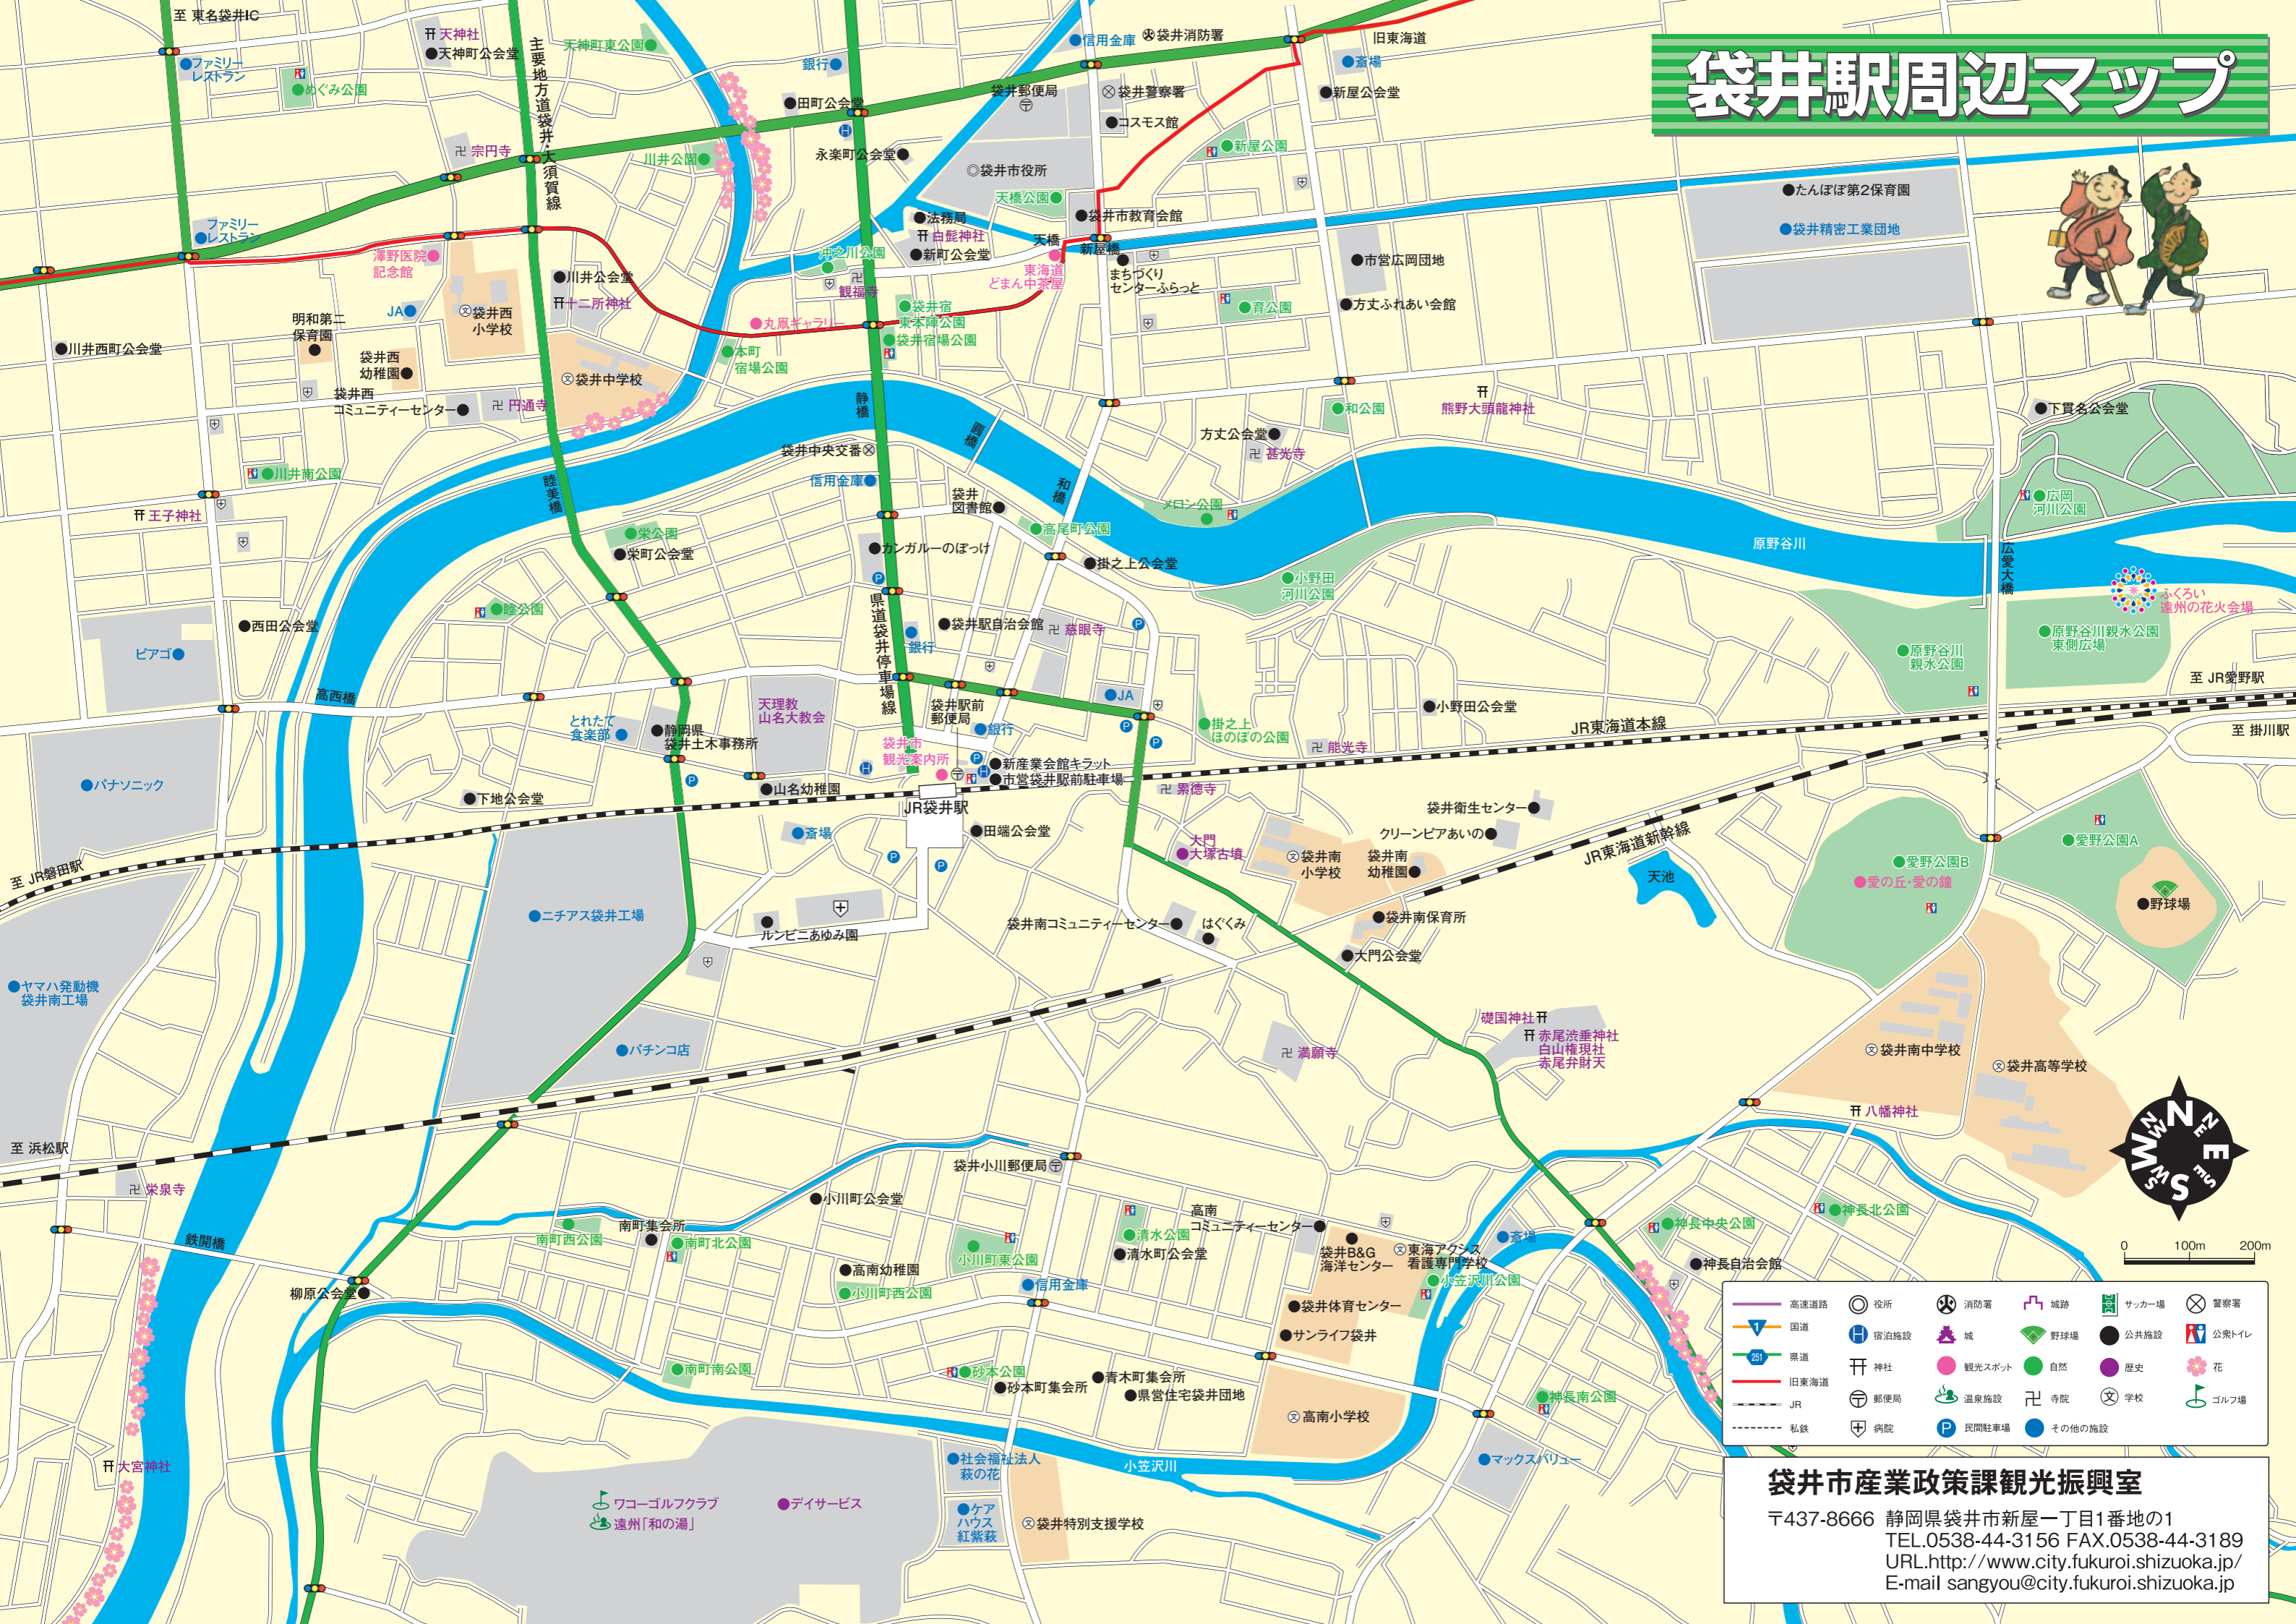 袋井駅周辺マップ
至 東名袋井IC
天神社
天神町公会堂
主要地方道袋井・大須賀線
天神町東公園
銀行
信用金庫
袋井消防署
旧東海道
斎場
ファミリー
レストラン
めぐみ公園
田町公会堂
袋井郵便局
袋井警察署
新屋公会堂
コスモス館
宗円寺
川井公園
永楽町公会堂
袋井市役所
新屋公園
天橋公園
たんぽぽ第2保育園
袋井精密工業団地
ファミリー
レストラン
法務局
袋井市教育会館
白髭神社
天橋
新屋橋
澤野医院
記念館
沖之川公園
新町公会堂
東海道
どまん中茶屋
まちづくり
センターふらっと
市営広岡団地
川井公会堂
観福寺
十二所神社
JA
袋井西
小学校
袋井宿
東本陣公園
育公園
方丈ふれあい会館
明和第二
保育園
丸凧ギャラリー
袋井宿場公園
川井西町公会堂
袋井西
幼稚園
本町
宿場公園
袋井中学校
袋井西
コミュニティーセンター
円通寺
静橋
圓橋
和公園
熊野大頭龍神社
下貫名公会堂
方丈公会堂
甚光寺
袋井中央交番
川井南公園
睦美橋
信用金庫
袋井
図書館
和橋
メロン公園
広岡
河川公園
王子神社
栄公園
栄町公会堂
高尾町公園
カンガルーのぽっけ
掛之上公会堂
原野谷川
広愛大橋
小野田
河川公園
ふくろい
遠州の花火会場
睦公園
県道袋井停車場線
西田公会堂
袋井駅自治会館
慈眼寺
原野谷川親水公園
東側広場
銀行
原野谷川
親水公園
ピアゴ
高西橋
至 JR愛野駅
天理教
山名大教会
JA
袋井駅前
郵便局
小野田公会堂
とれたて
食楽部
静岡県
袋井土木事務所
銀行
掛之上
ほのぼの公園
JR東海道本線
至 掛川駅
袋井市
観光案内所
能光寺
新産業会館キラット
市営袋井駅前駐車場
パナソニック
下地公会堂
山名幼稚園
累徳寺
JR袋井駅
袋井衛生センター
斎場
田端公会堂
クリーンピアあいの
JR東海道新幹線
愛野公園A
大門
大塚古墳
袋井南
小学校
袋井南
幼稚園
愛野公園B
愛の丘・愛の鐘
天池
至 JR磐田駅
野球場
ニチアス袋井工場
ルンビニあゆみ園
袋井南コミュニティーセンター
はぐくみ
袋井南保育所
大門公会堂
ヤマハ発動機
袋井南工場
礎国神社
赤尾渋垂神社
白山権現社
赤尾弁財天
パチンコ店
満願寺
袋井南中学校
袋井高等学校
八幡神社
至 浜松駅
袋井小川郵便局
栄泉寺
小川町公会堂
鉄開橋
南町西公園
南町集会所
南町北公園
小川町東公園
清水公園
清水町公会堂
高南
コミュニティーセンター
袋井B&G
海洋センター
東海アクシス
看護専門学校
斎場
神長中央公園
神長北公園
神長自治会館
高南幼稚園
小川町西公園
信用金庫
小笠沢川公園
柳原公会堂
袋井体育センター
サンライフ袋井
南町南公園
砂本公園
砂本町集会所
青木町集会所
県営住宅袋井団地
高南小学校
神長南公園
大宮神社
社会福祉法人
萩の花
小笠沢川
マックスバリュー
ワコーゴルフクラブ
遠州「和の湯」
デイサービス
ケア
ハウス
紅紫萩
袋井特別支援学校
N
NE
E
SE
S
SW
W
NW
0 100m 200m
高速道路 役所 消防署 城跡 サッカー場 警察署
1 国道 宿泊施設 城 野球場 公共施設 公衆トイレ
251 県道 神社 観光スポット 自然 歴史 花
旧東海道 郵便局 温泉施設 寺院 学校 ゴルフ場
JR
私鉄 病院 民間駐車場 その他の施設
袋井市産業政策課観光振興室
〒437-8666 静岡県袋井市新屋一丁目1番地の1
TEL.0538-44-3156 FAX.0538-44-3189
URL.http://www.city.fukuroi.shizuoka.jp/
E-mail sangyou@city.fukuroi.shizuoka.jp